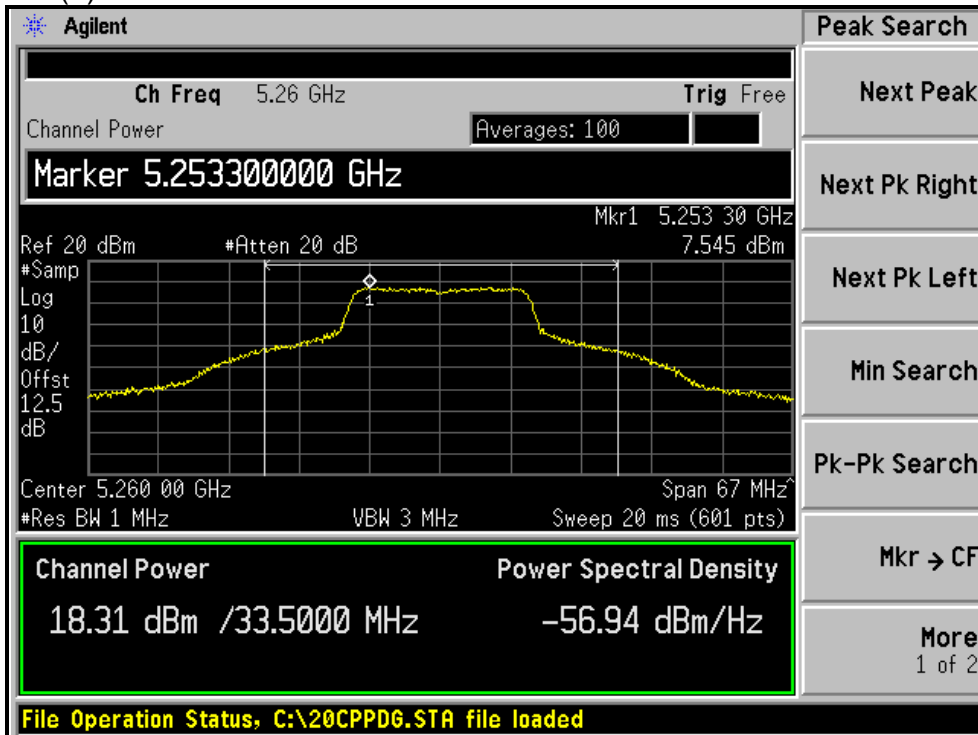 Agilent
Peak Search
Ch Freq 5.26 GHz Trig Free
Channel Power Averages: 100
Marker 5.253300000 GHz
Mkr1 5.253 30 GHz
Ref 20 dBm #Atten 20 dB 7.545 dBm
#Samp
Log
10
dB/
Offst
12.5
dB
1
Center 5.260 00 GHz Span 67 MHz^
#Res BW 1 MHz VBW 3 MHz Sweep 20 ms (601 pts)
Channel Power Power Spectral Density
18.31 dBm /33.5000 MHz -56.94 dBm/Hz
File Operation Status, C:\20CPPDG.STA file loaded
Next Peak
Next Pk Right
Next Pk Left
Min Search
Pk-Pk Search
Mkr → CF
More
1 of 2